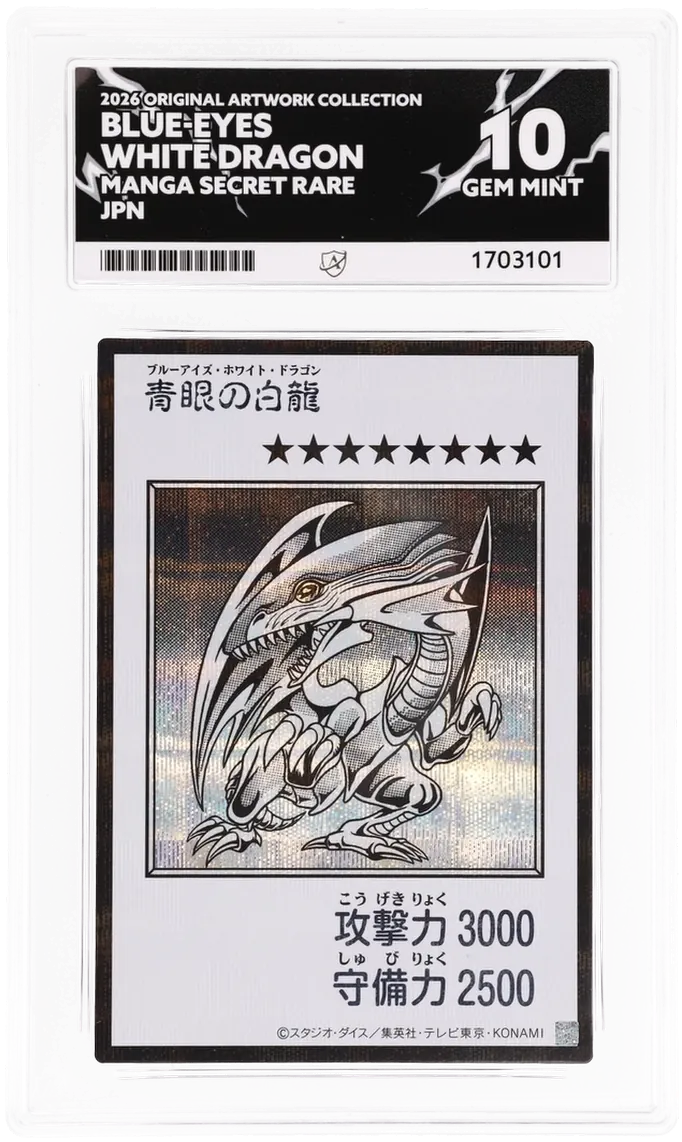 2026 ORIGINAL ARTWORK COLLECTION
BLUE-EYES
WHITE DRAGON
MANGA SECRET RARE
JPN
10
GEM MINT
1703101
ブルーアイズ・ホワイト・ドラゴン
青眼の白龍
★★★★★★★★
こう げき りょく
攻撃力 3000
しゅ び りょく
守備力 2500
©スタジオ・ダイス／集英社・テレビ東京・KONAMI